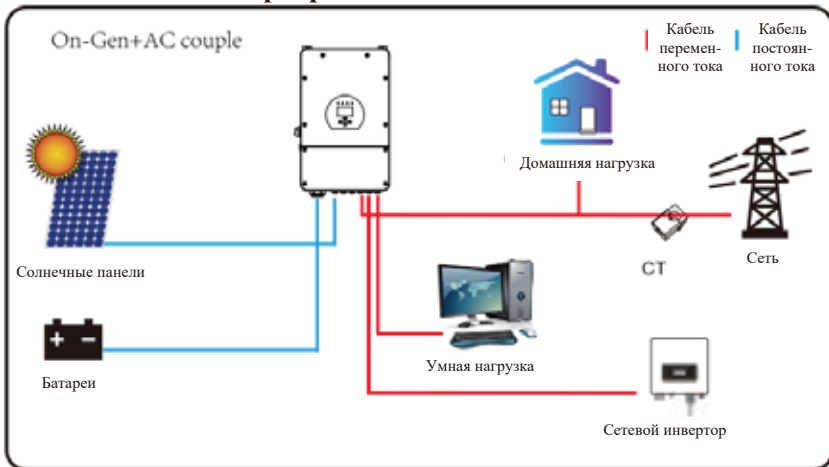 On-Gen+AC couple
Кабель
перемен-
ного тока
Кабель
постоян-
ного тока
Домашняя нагрузка
Солнечные панели
CT
Сеть
Батареи
Умная нагрузка
Сетевой инвертор